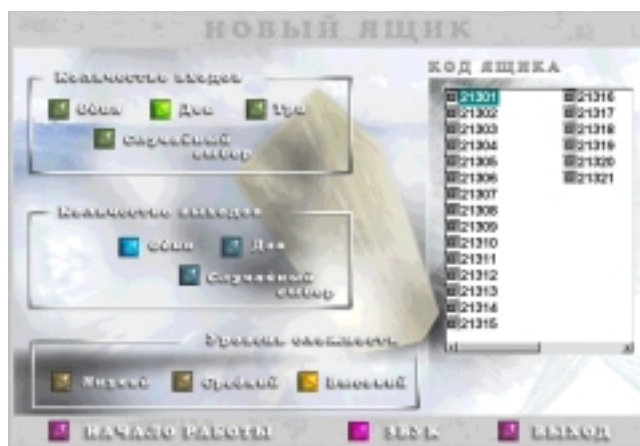 НОВЫЙ ЯЩИК
Количество входов
Один Два Три
Случайный
выбор
Количество выходов
Один Два
Случайный
выбор
Уровень сложности
Низкий Средний Высокий
КОД ЯЩИКА
21301 21316
21302 21317
21303 21318
21304 21319
21305 21320
21306 21321
21307
21308
21309
21310
21311
21312
21313
21314
21315
НАЧАЛО РАБОТЫ ЗВУК ВЫХОД